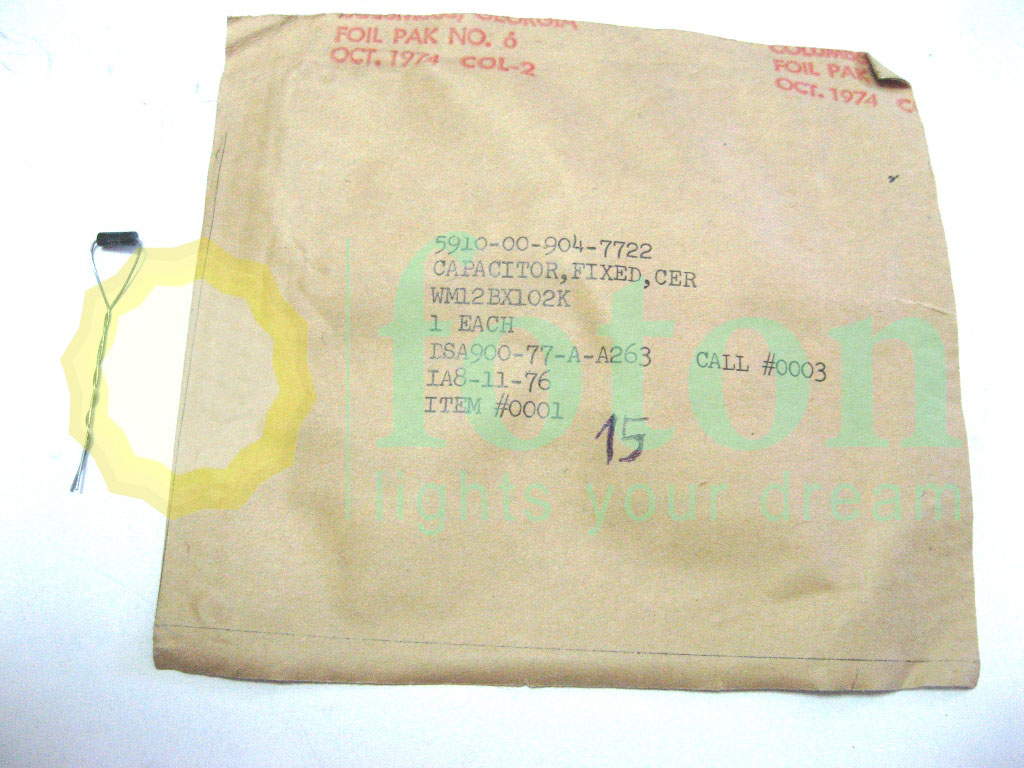 GEORGIA
FOIL PAK NO. 6
OCT. 1974 COL-2
FOIL PAK
OCT. 1974 C
5910-00-904-7722
CAPACITOR,FIXED,CER
WM12BX102K
1 EACH
DSA900-77-A-A263 CALL #0003
IA8-11-76
ITEM #0001
15
foton
lights your dream